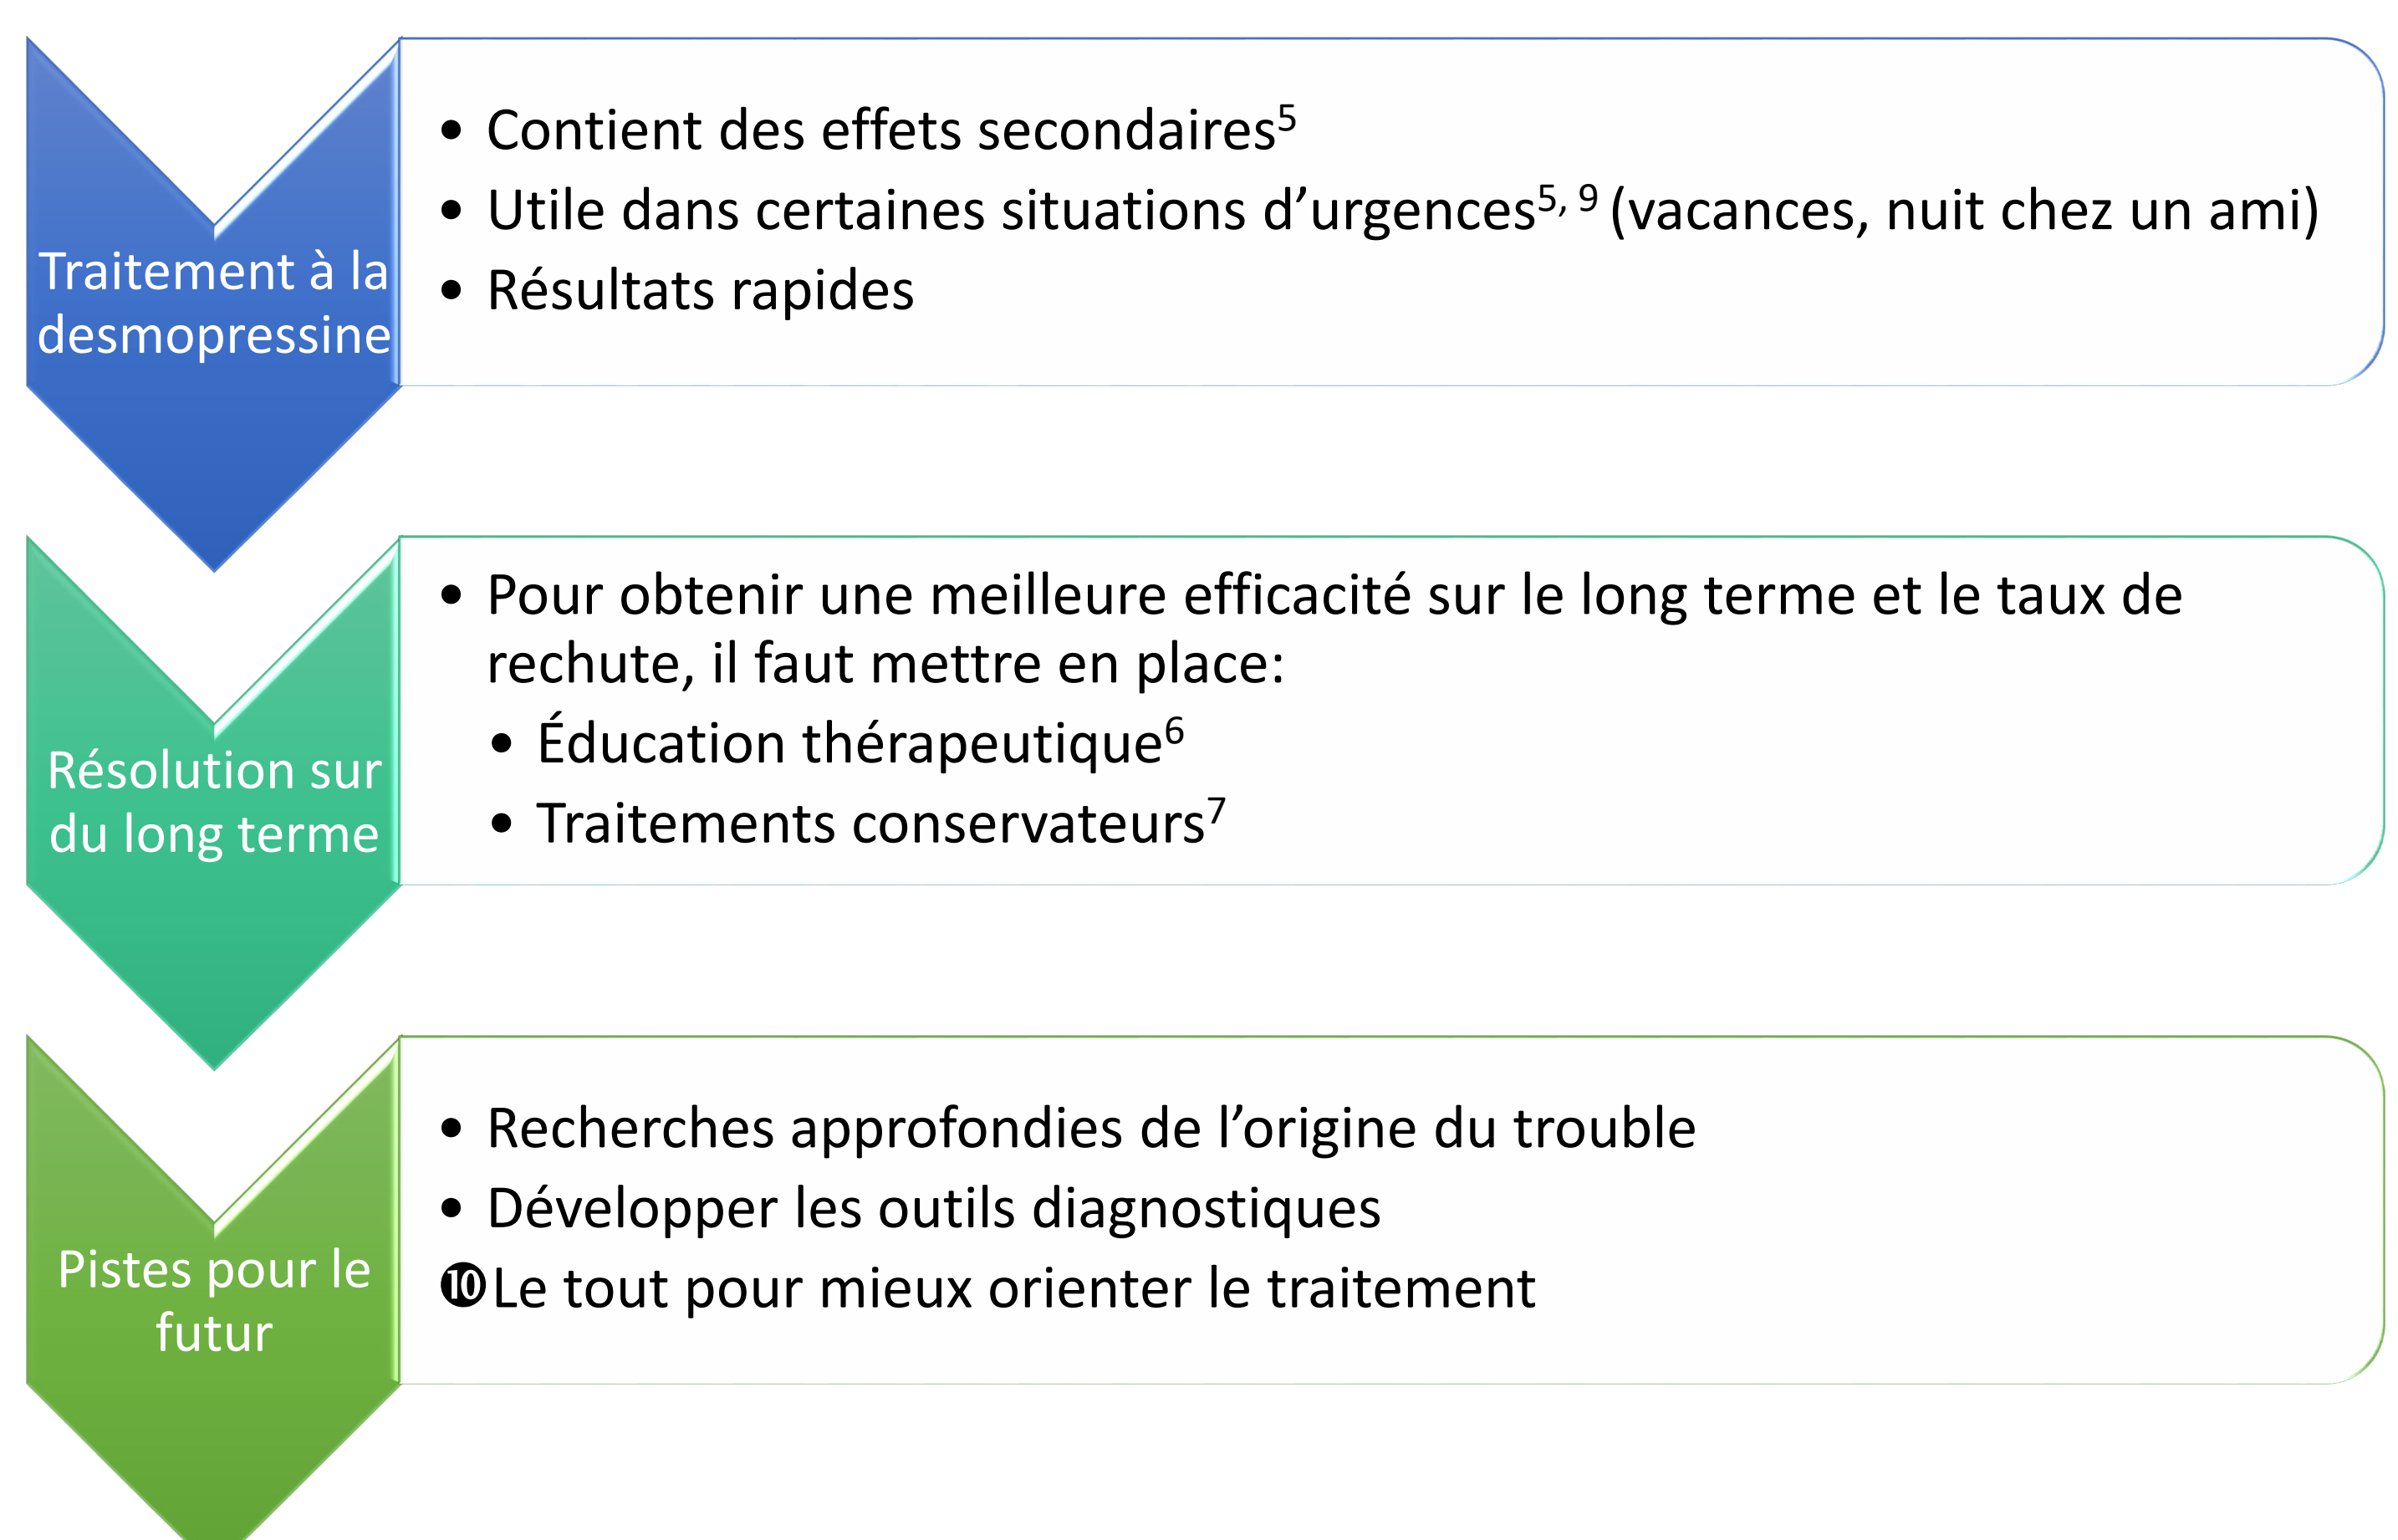 Traitement à la
desmopressine
• Contient des effets secondaires⁵
• Utile dans certaines situations d’urgences⁵, ⁹ (vacances, nuit chez un ami)
• Résultats rapides
Résolution sur
du long terme
• Pour obtenir une meilleure efficacité sur le long terme et le taux de
rechute, il faut mettre en place:
• Éducation thérapeutique⁶
• Traitements conservateurs⁷
Pistes pour le
futur
• Recherches approfondies de l’origine du trouble
• Développer les outils diagnostiques
❿Le tout pour mieux orienter le traitement